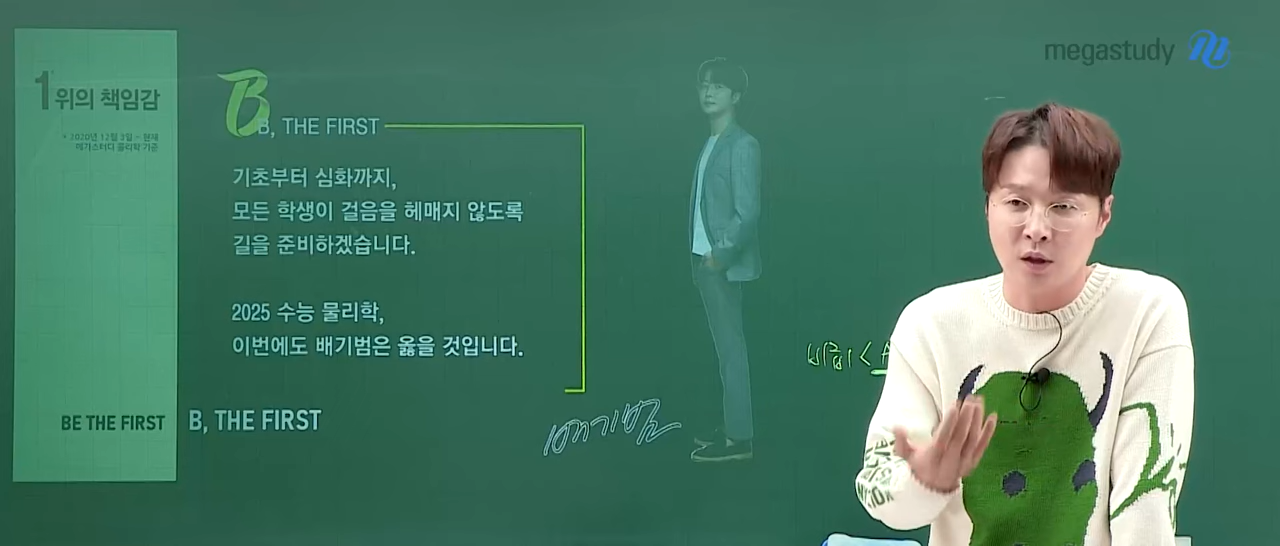 megastudy
1위의 책임감
* 2020년 12월 3일 ~ 현재
메가스터디 물리학 기준
B
B, THE FIRST
기초부터 심화까지,
모든 학생이 걸음을 헤매지 않도록
길을 준비하겠습니다.
2025 수능 물리학,
이번에도 배기범은 옳을 것입니다.
BE THE FIRST B, THE FIRST
배기범